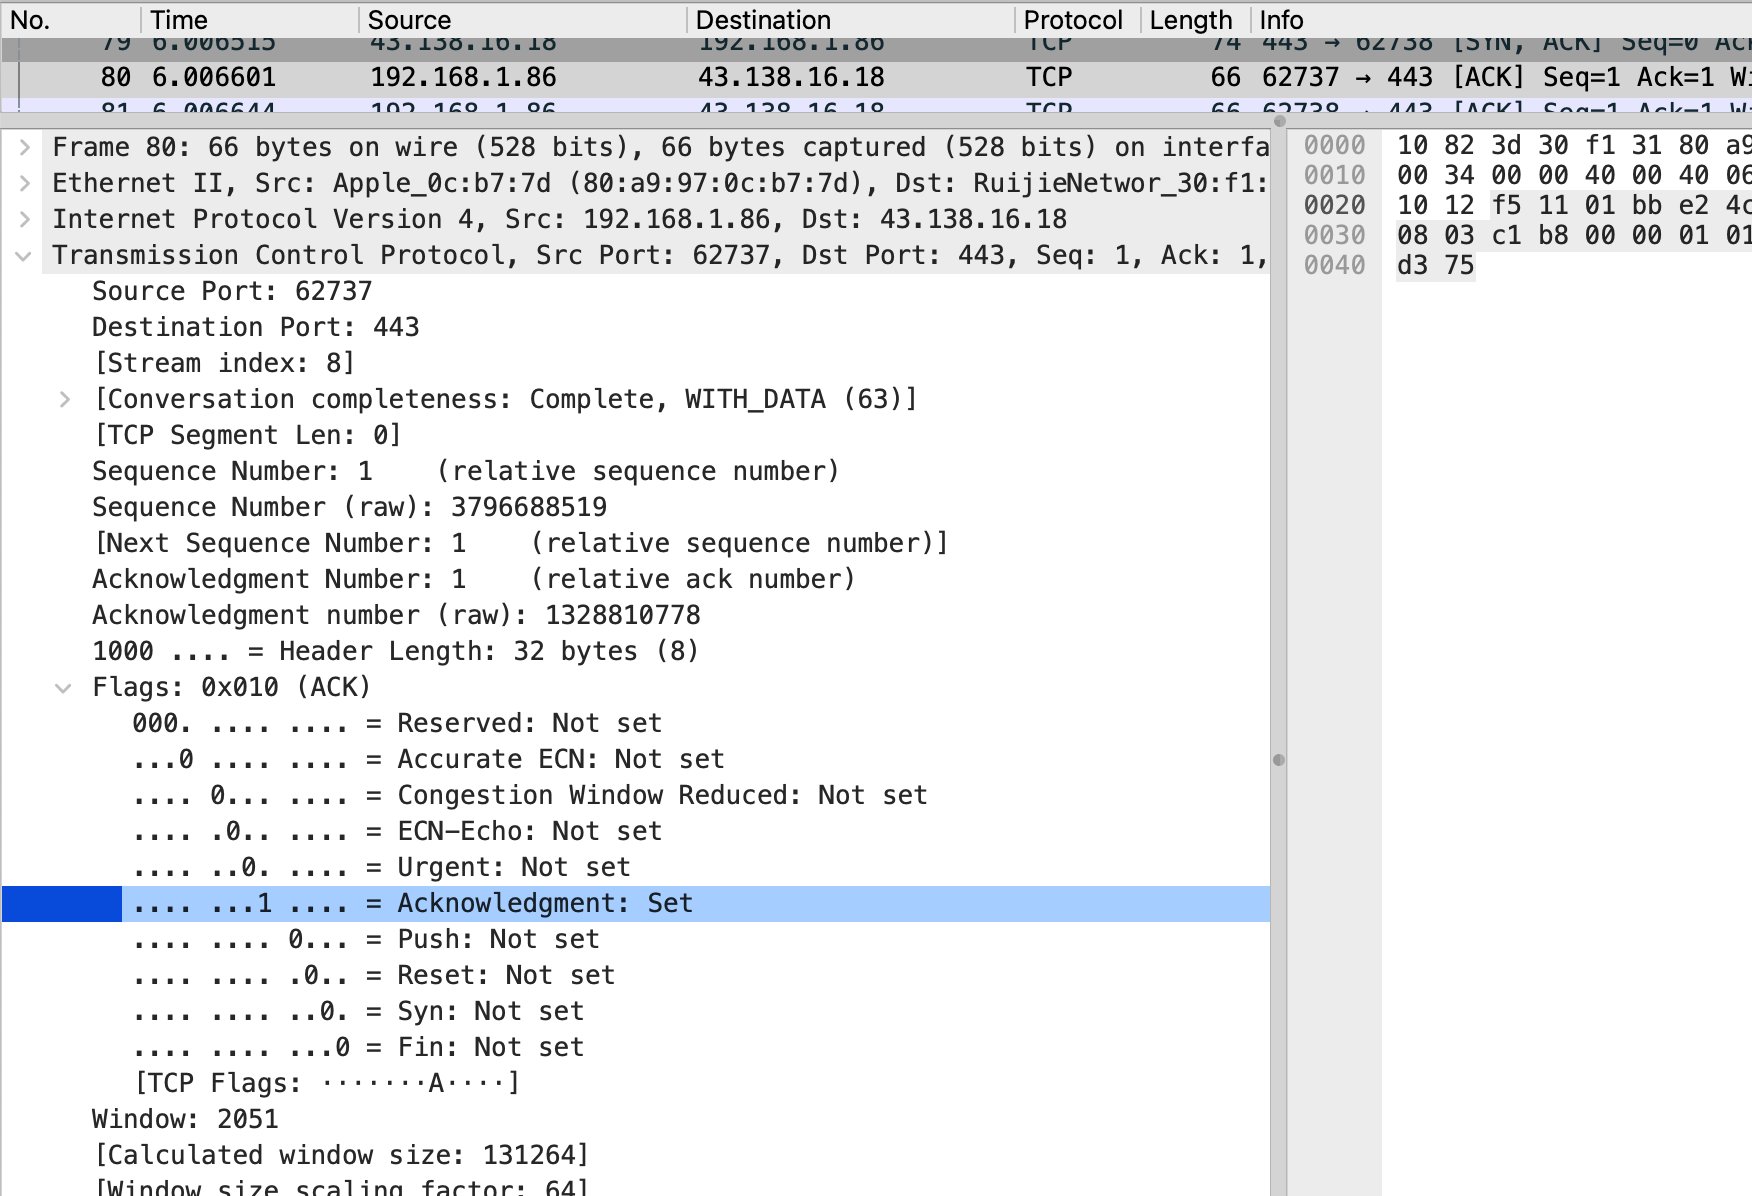 No. Time Source Destination Protocol Length Info
79 6.006515 43.138.16.18 192.168.1.86 TCP 74 443 → 62738 [SYN, ACK] Seq=0
80 6.006601 192.168.1.86 43.138.16.18 TCP 66 62737 → 443 [ACK] Seq=1 Ack=1
81 6.006644 192.168.1.86 43.138.16.18 TCP 66 62738 → 443 [ACK] Seq=1 Ack=1
Frame 80: 66 bytes on wire (528 bits), 66 bytes captured (528 bits) on interfa
Ethernet II, Src: Apple_0c:b7:7d (80:a9:97:0c:b7:7d), Dst: RuijieNetwor_30:f1:
Internet Protocol Version 4, Src: 192.168.1.86, Dst: 43.138.16.18
Transmission Control Protocol, Src Port: 62737, Dst Port: 443, Seq: 1, Ack: 1,
Source Port: 62737
Destination Port: 443
[Stream index: 8]
[Conversation completeness: Complete, WITH_DATA (63)]
[TCP Segment Len: 0]
Sequence Number: 1 (relative sequence number)
Sequence Number (raw): 3796688519
[Next Sequence Number: 1 (relative sequence number)]
Acknowledgment Number: 1 (relative ack number)
Acknowledgment number (raw): 1328810778
1000 .... = Header Length: 32 bytes (8)
Flags: 0x010 (ACK)
000. .... .... = Reserved: Not set
...0 .... .... = Accurate ECN: Not set
.... 0... .... = Congestion Window Reduced: Not set
.... .0.. .... = ECN-Echo: Not set
.... ..0. .... = Urgent: Not set
.... ...1 .... = Acknowledgment: Set
.... .... 0... = Push: Not set
.... .... .0.. = Reset: Not set
.... .... ..0. = Syn: Not set
.... .... ...0 = Fin: Not set
[TCP Flags: ·······A····]
Window: 2051
[Calculated window size: 131264]
[Window size scaling factor: 64]
0000 10 82 3d 30 f1 31 80 a9
0010 00 34 00 00 40 00 40 06
0020 10 12 f5 11 01 bb e2 4c
0030 08 03 c1 b8 00 00 01 01
0040 d3 75